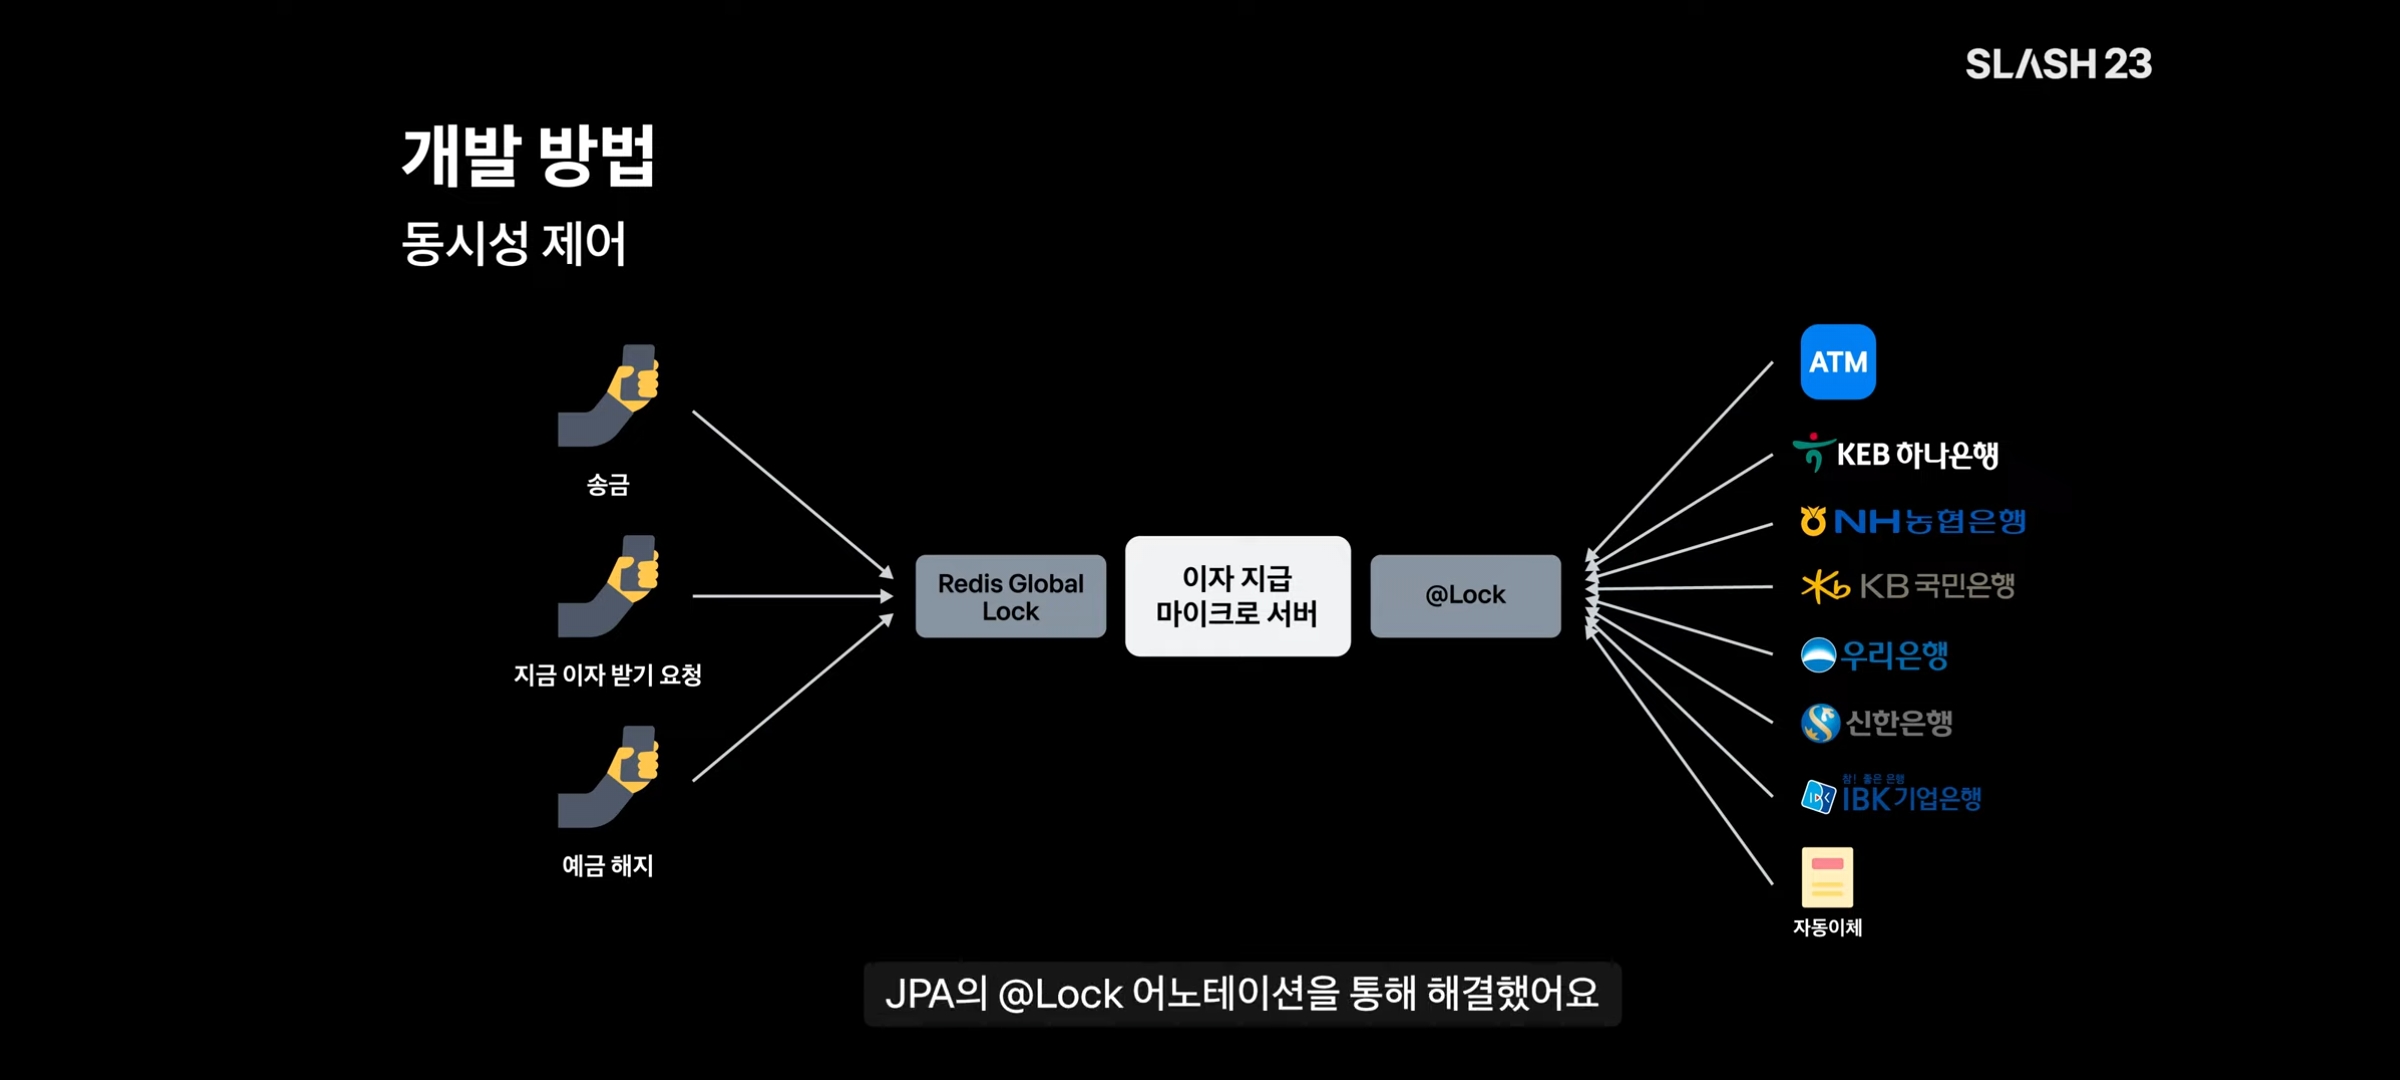 SLASH 23
개발 방법
동시성 제어
송금
지금 이자 받기 요청
예금 해지
Redis Global
Lock
이자 지급
마이크로 서버
@Lock
ATM
KEB 하나은행
NH농협은행
KB국민은행
우리은행
신한은행
참! 좋은 은행
IBK기업은행
자동이체
JPA의 @Lock 어노테이션을 통해 해결했어요